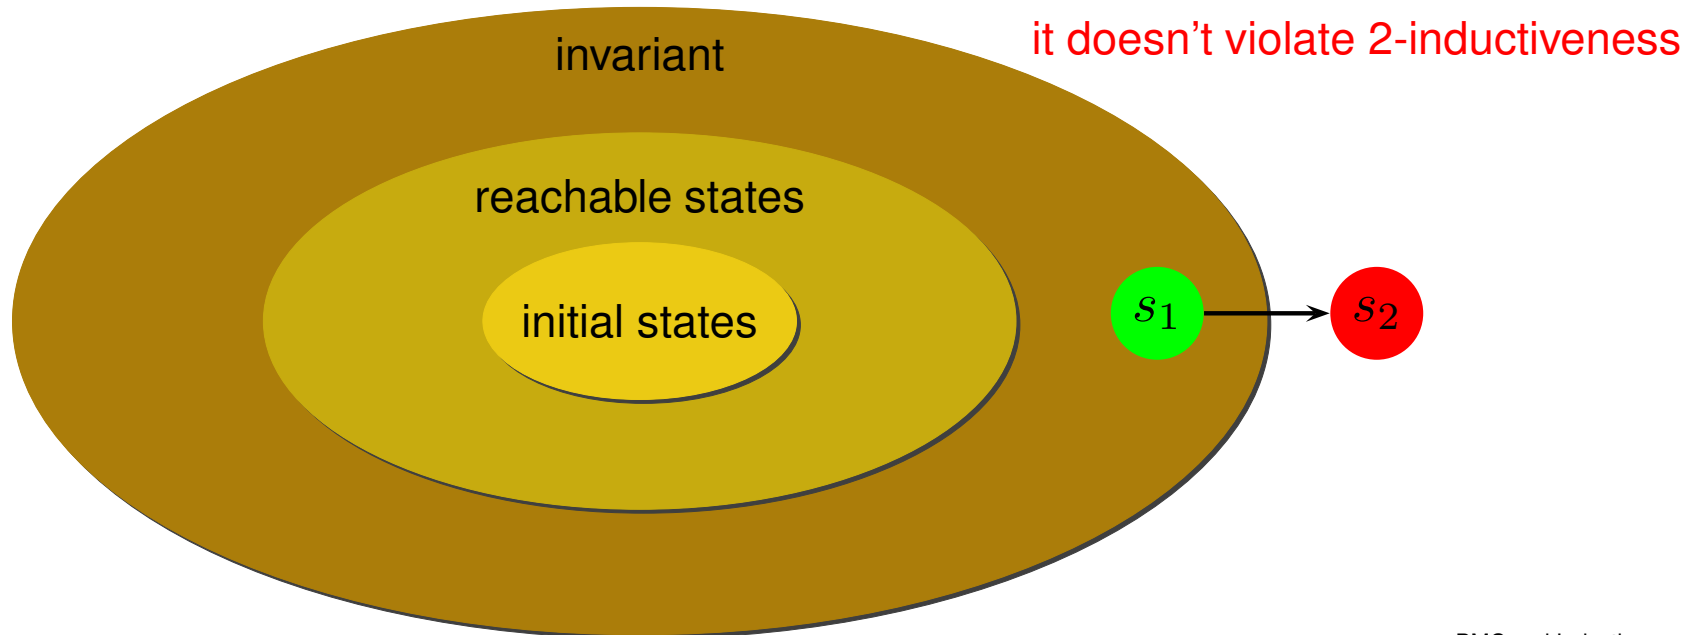 it doesn't violate 2-inductiveness
invariant
reachable states
initial states
s₁
s₂